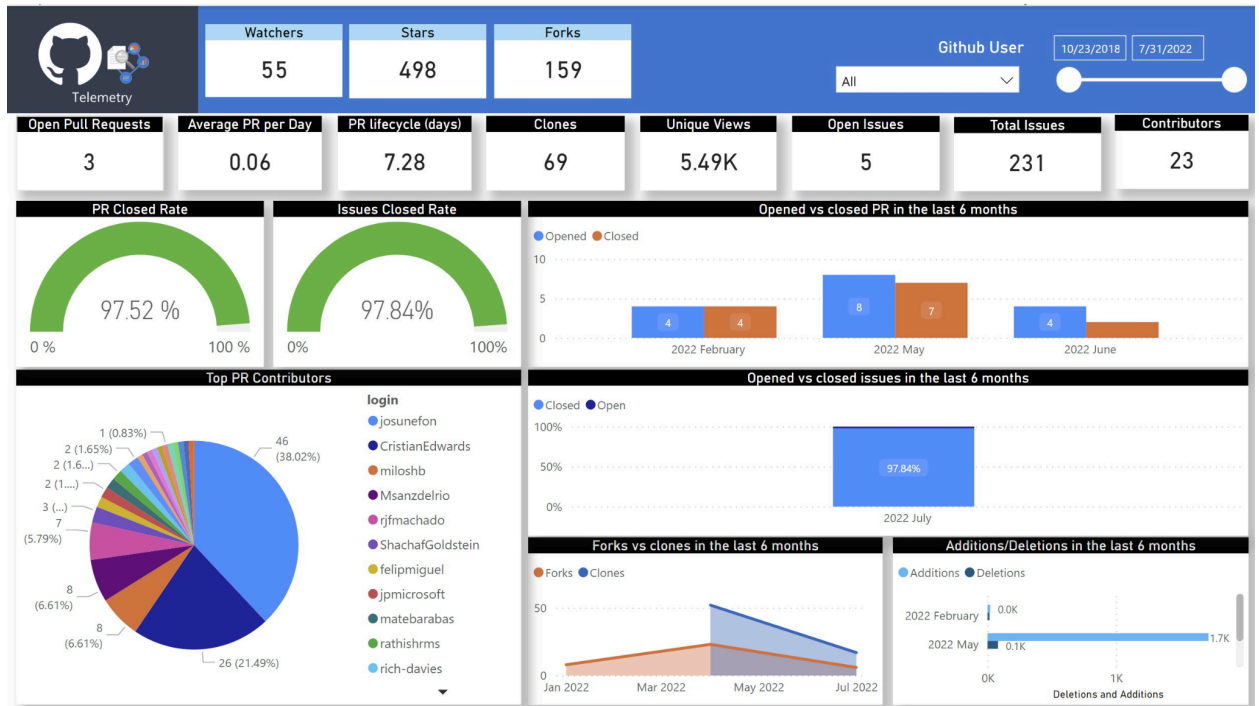 Telemetry
Watchers
55
Stars
498
Forks
159
Github User
All
10/23/2018
7/31/2022
Open Pull Requests
3
Average PR per Day
0.06
PR lifecycle (days)
7.28
Clones
69
Unique Views
5.49K
Open Issues
5
Total Issues
231
Contributors
23
PR Closed Rate
97.52 %
0 %
100 %
Issues Closed Rate
97.84%
0%
100%
Opened vs closed PR in the last 6 months
Opened
Closed
10
5
0
4
4
8
7
4
2022 February
2022 May
2022 June
Top PR Contributors
1 (0.83%)
2 (1.65%)
2 (1.6...)
2 (1....)
3 (...)
7
(5.79%)
8
(6.61%)
8
(6.61%)
26 (21.49%)
46
(38.02%)
login
josunefon
CristianEdwards
miloshb
Msanzdelrio
rjfmachado
ShachafGoldstein
felipmiguel
jpmicrosoft
matebarabas
rathishrms
rich-davies
Opened vs closed issues in the last 6 months
Closed
Open
100%
50%
0%
97.84%
2022 July
Forks vs clones in the last 6 months
Forks
Clones
50
0
Jan 2022
Mar 2022
May 2022
Jul 2022
Additions/Deletions in the last 6 months
Additions
Deletions
2022 February
0.0K
2022 May
1.7K
0.1K
0K
1K
Deletions and Additions